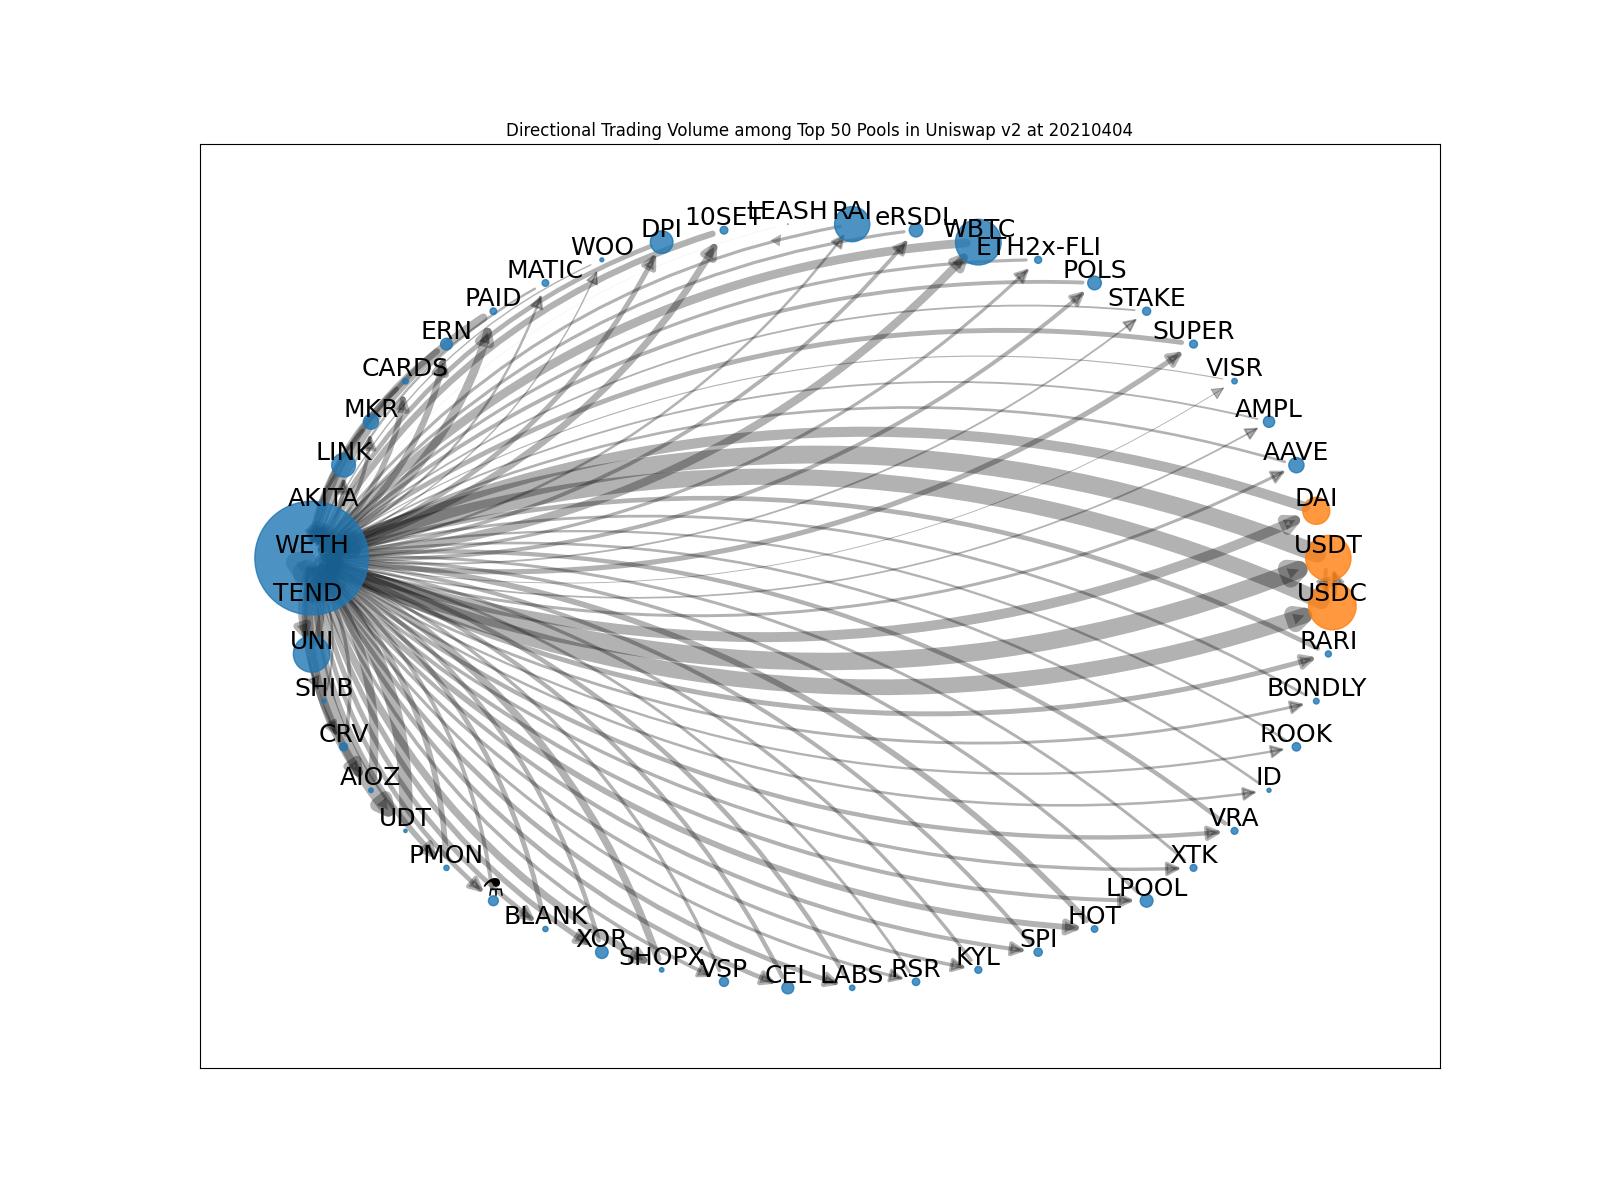 Directional Trading Volume among Top 50 Pools in Uniswap v2 at 20210404
10SET LEASH RAI eRSDL
DPI WBTC
WOO ETH2x-FLI
MATIC POLS
PAID STAKE
ERN SUPER
CARDS VISR
MKR AMPL
LINK AAVE
AKITA DAI
WETH USDT
TEND USDC
UNI RARI
SHIB BONDLY
CRV ROOK
AIOZ ID
UDT VRA
PMON XTK
⚗ LPOOL
BLANK HOT
XOR SPI
SHOPX KYL
VSP RSR
CEL LABS